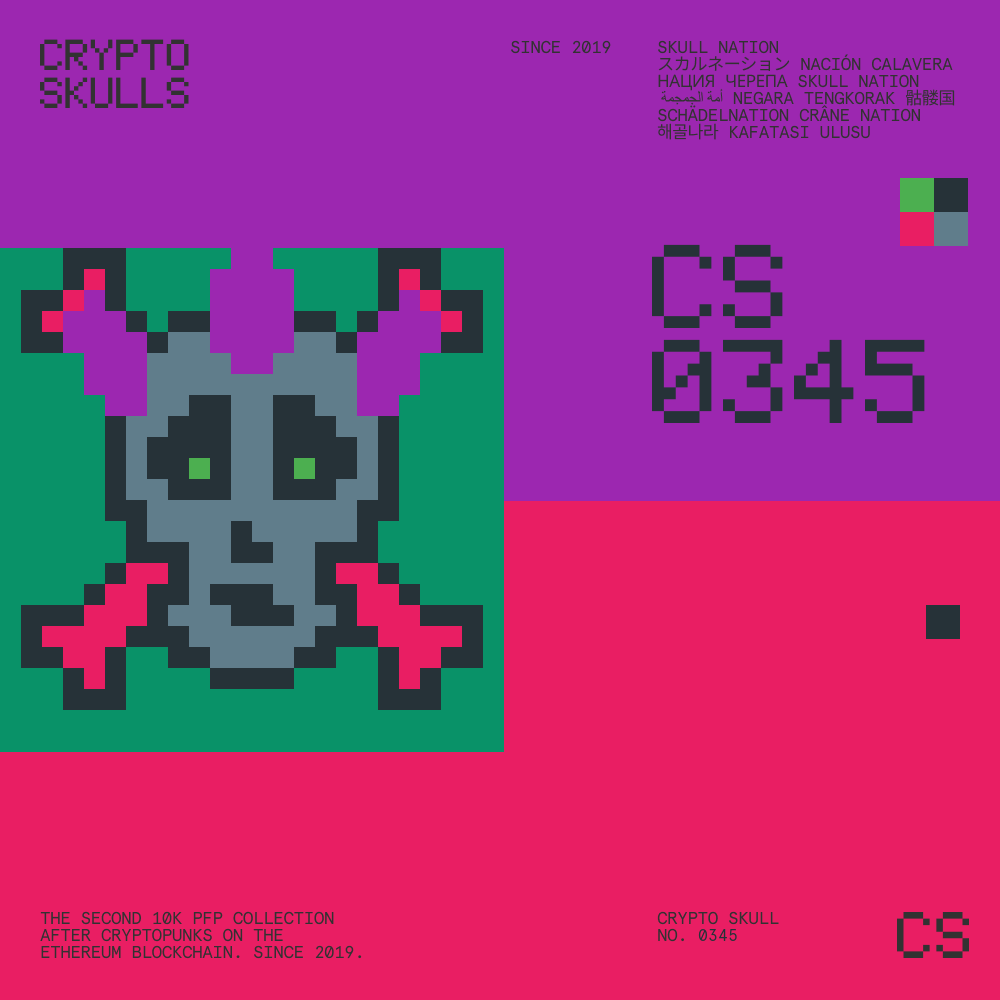 CRYPTO
SKULLS
SINCE 2019
SKULL NATION
スカルネーション NACIÓN CALAVERA
НАЦИЯ ЧЕРЕПА SKULL NATION
أمة الجمجمة NEGARA TENGKORAK 骷髅国
SCHÄDELNATION CRÂNE NATION
해골나라 KAFATASI ULUSU
CS
0345
THE SECOND 10K PFP COLLECTION
AFTER CRYPTOPUNKS ON THE
ETHEREUM BLOCKCHAIN. SINCE 2019.
CRYPTO SKULL
NO. 0345
CS